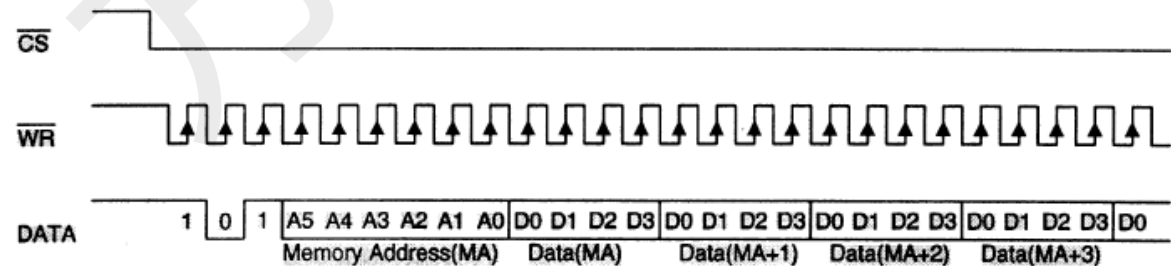 CS
WR
DATA 1 0 1 A5 A4 A3 A2 A1 A0 D0 D1 D2 D3 D0 D1 D2 D3 D0 D1 D2 D3 D0 D1 D2 D3 D0
Memory Address(MA) Data(MA) Data(MA+1) Data(MA+2) Data(MA+3)